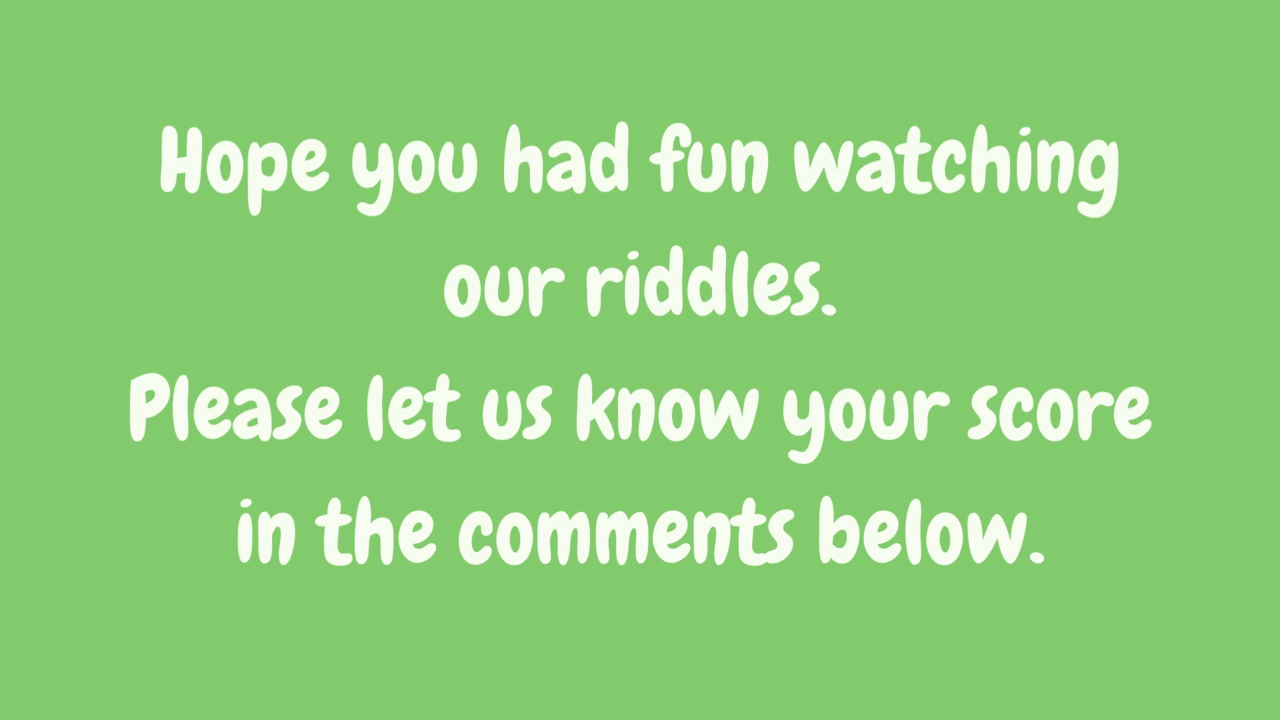 Hope you had fun watching
our riddles.
Please let us know your score
in the comments below.